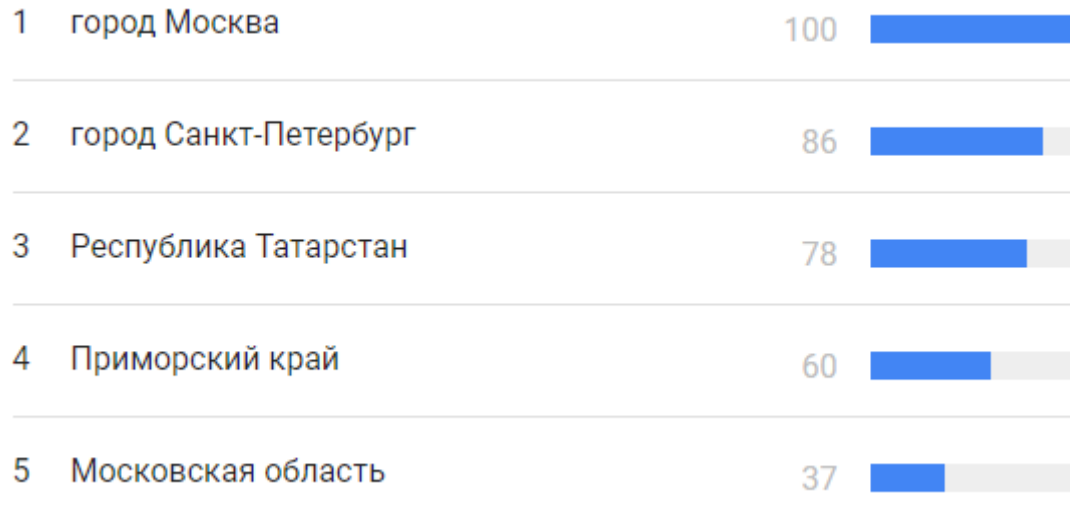 1 город Москва 100
2 город Санкт-Петербург 86
3 Республика Татарстан 78
4 Приморский край 60
5 Московская область 37